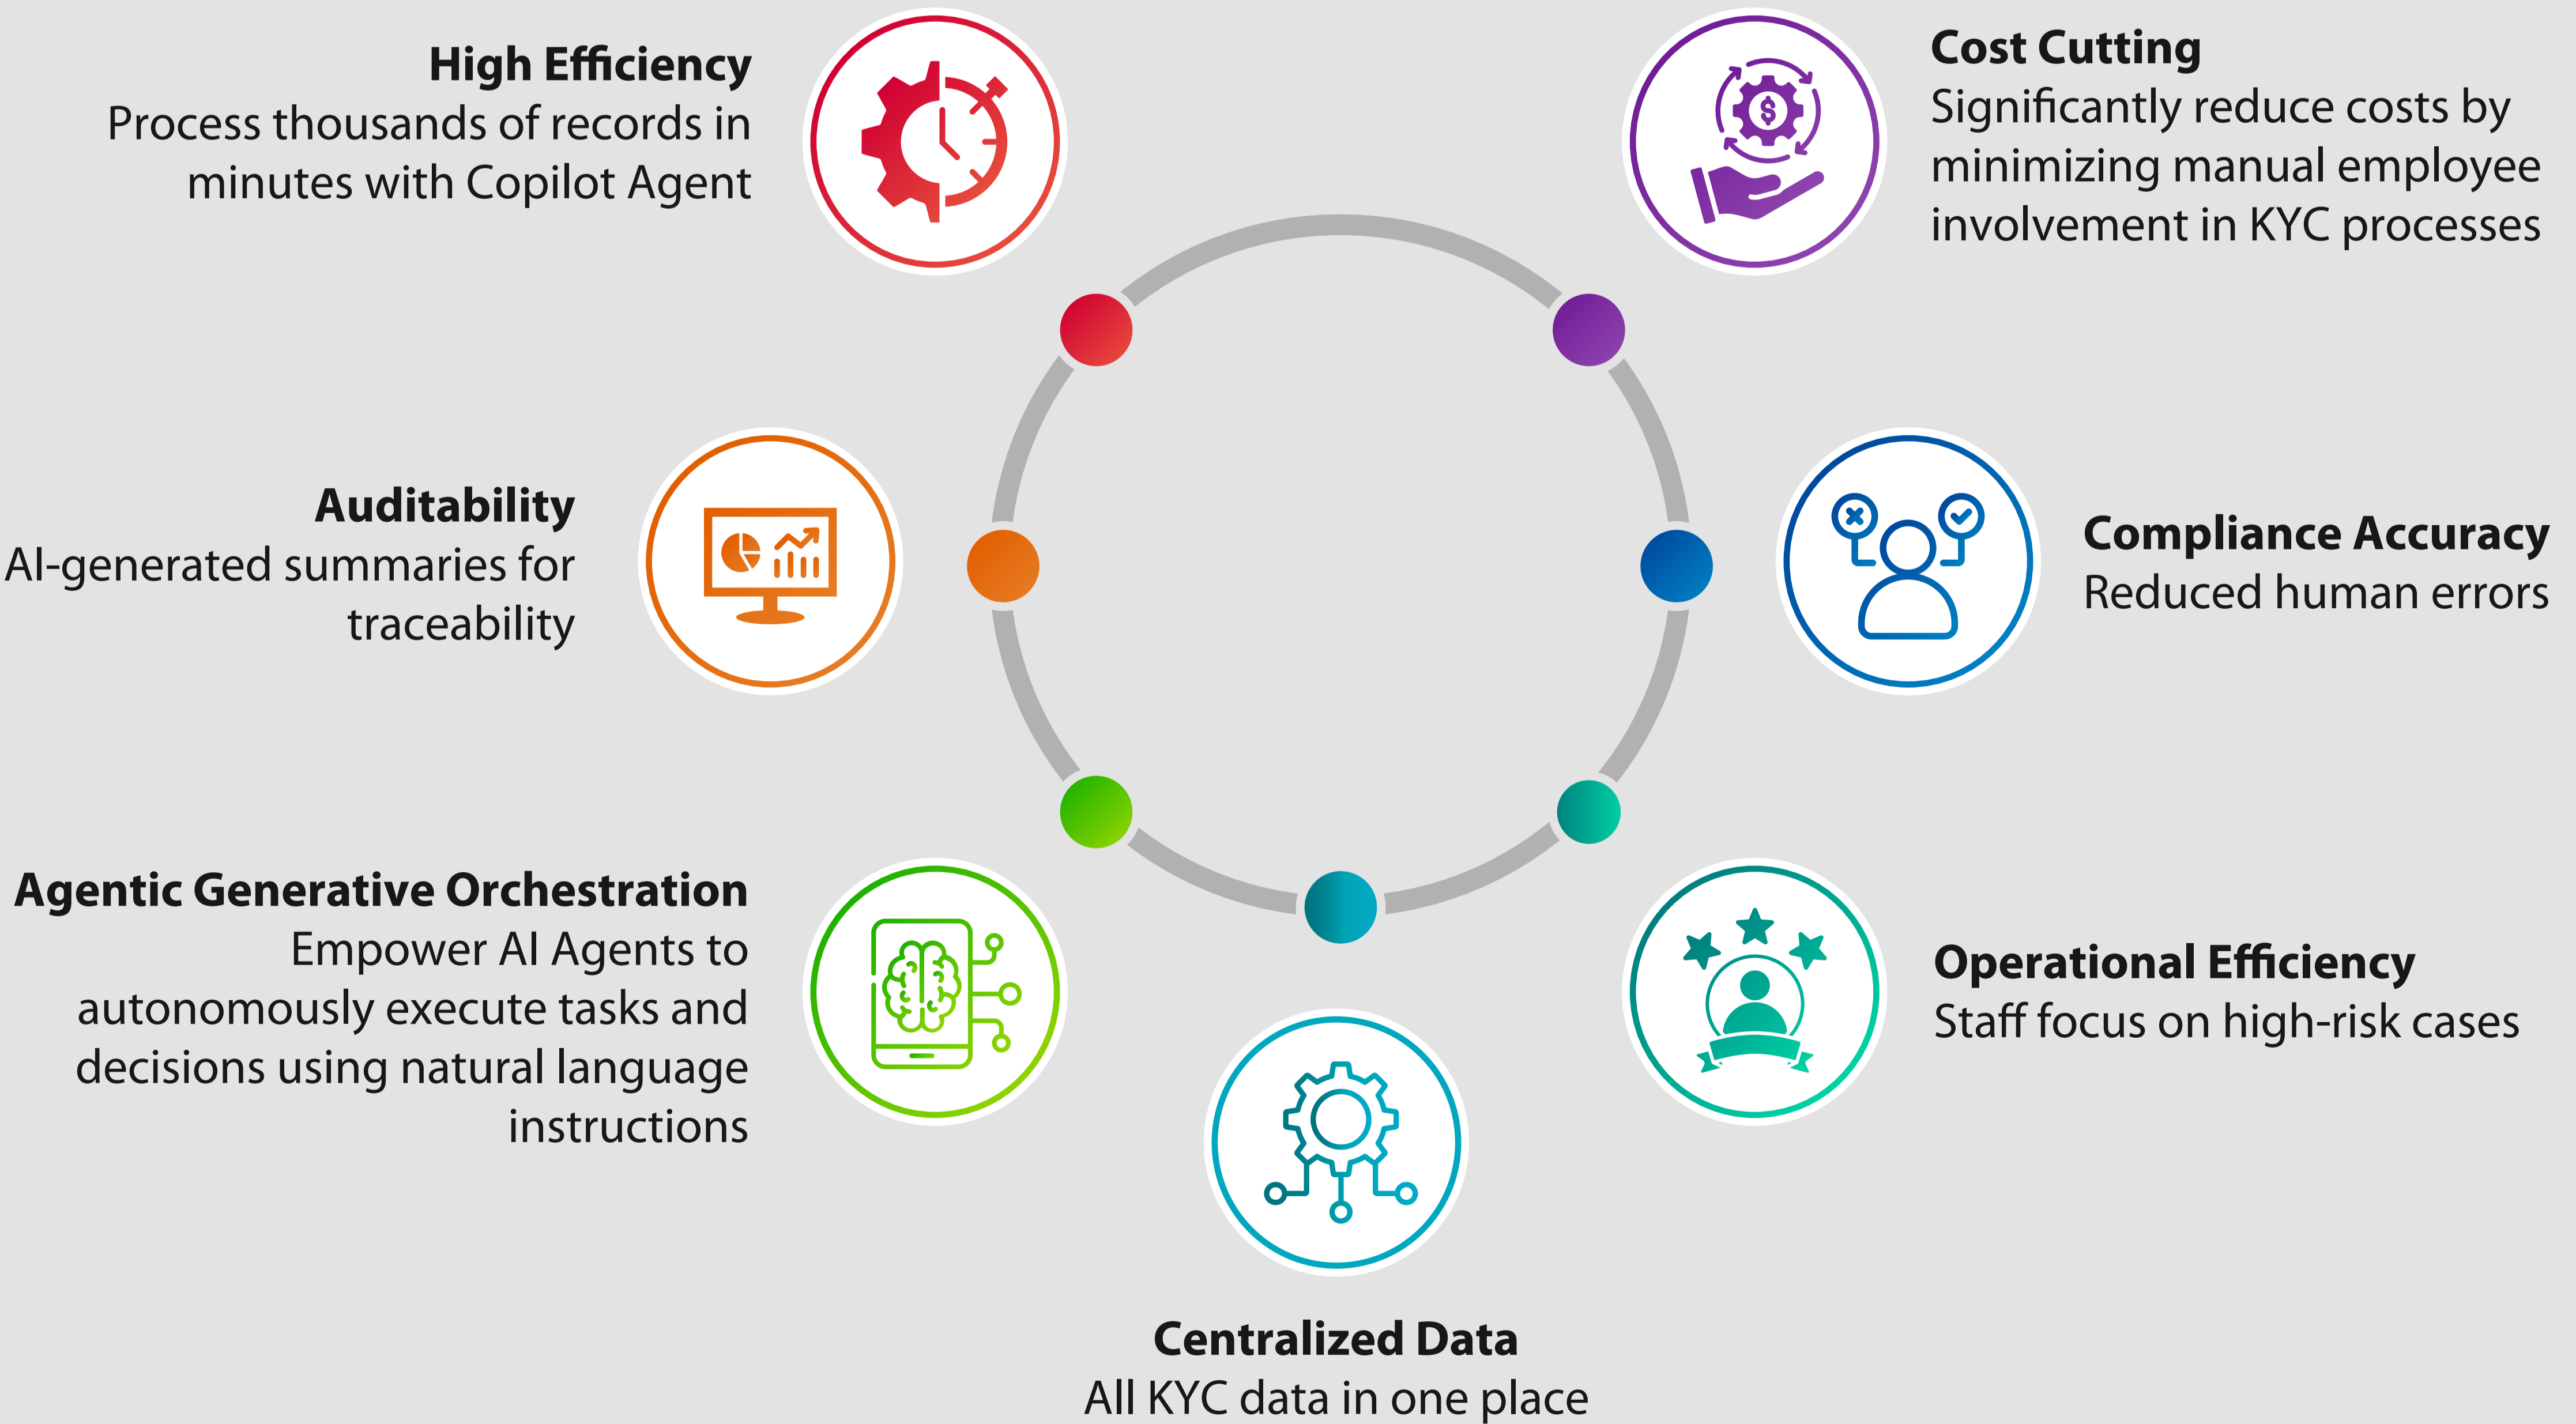 High Efficiency
Process thousands of records in
minutes with Copilot Agent
Cost Cutting
Significantly reduce costs by
minimizing manual employee
involvement in KYC processes
$
Auditability
AI-generated summaries for
traceability
Compliance Accuracy
Reduced human errors
Agentic Generative Orchestration
Empower AI Agents to
autonomously execute tasks and
decisions using natural language
instructions
Operational Efficiency
Staff focus on high-risk cases
Centralized Data
All KYC data in one place